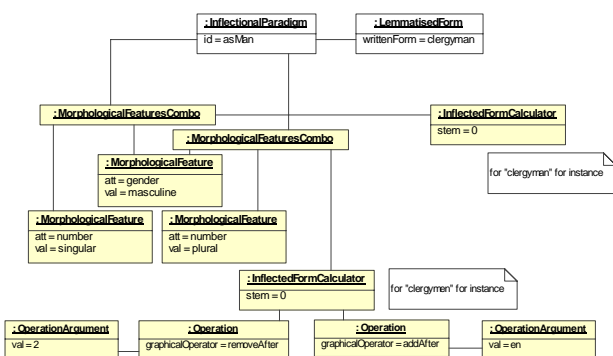 : InflectionalParadigm
id = asMan
: LemmatisedForm
writtenForm = clergyman
: MorphologicalFeaturesCombo
: InflectedFormCalculator
stem = 0
: MorphologicalFeaturesCombo
for "clergyman" for instance
: MorphologicalFeature
att = gender
val = masculine
: MorphologicalFeature
att = number
val = singular
: MorphologicalFeature
att = number
val = plural
: InflectedFormCalculator
stem = 0
for "clergymen" for instance
: OperationArgument
val = 2
: Operation
graphicalOperator = removeAfter
: Operation
graphicalOperator = addAfter
: OperationArgument
val = en